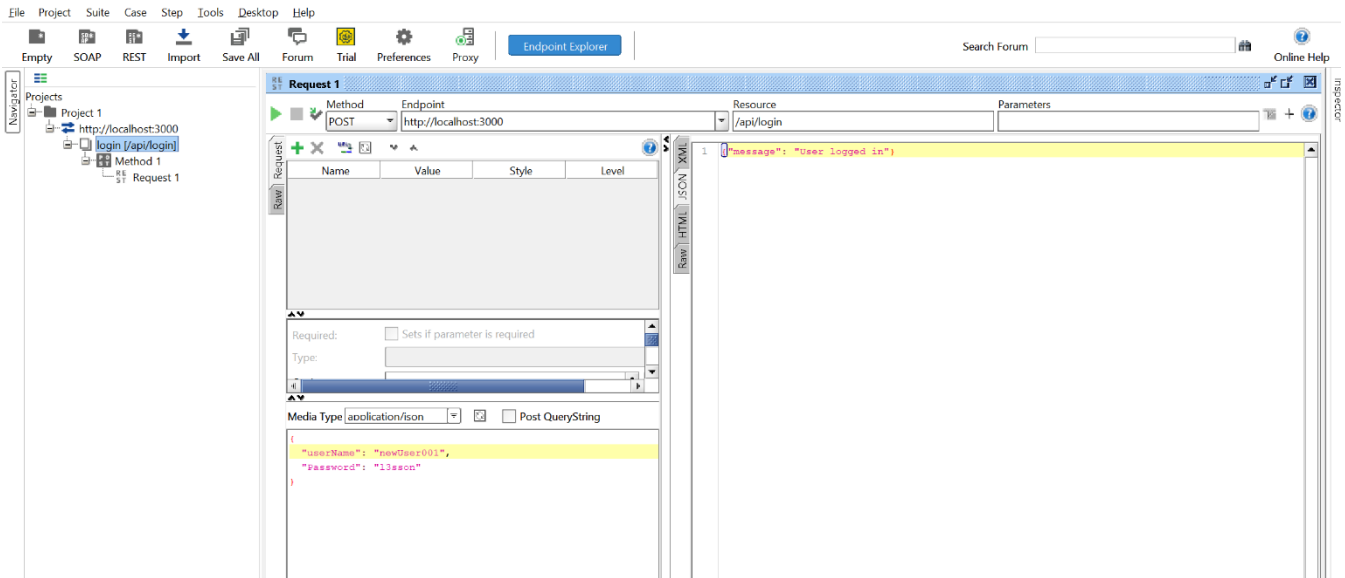 File Project Suite Case Step Tools Desktop Help
Empty SOAP REST Import Save All Forum Trial Preferences Proxy Endpoint Explorer Search Forum Online Help
Navigator
Projects
Project 1
http://localhost:3000
login [/api/login]
Method 1
REST Request 1
REST Request 1
Method Endpoint Resource Parameters
POST http://localhost:3000 /api/login
Request
Raw
Name Value Style Level
Required: Sets if parameter is required
Type:
Media Type application/json Post QueryString
{
"userName": "newUser001",
"Password": "l3sson"
}
XML
JSON
HTML
Raw
1 {"message": "User logged in"}
Inspector